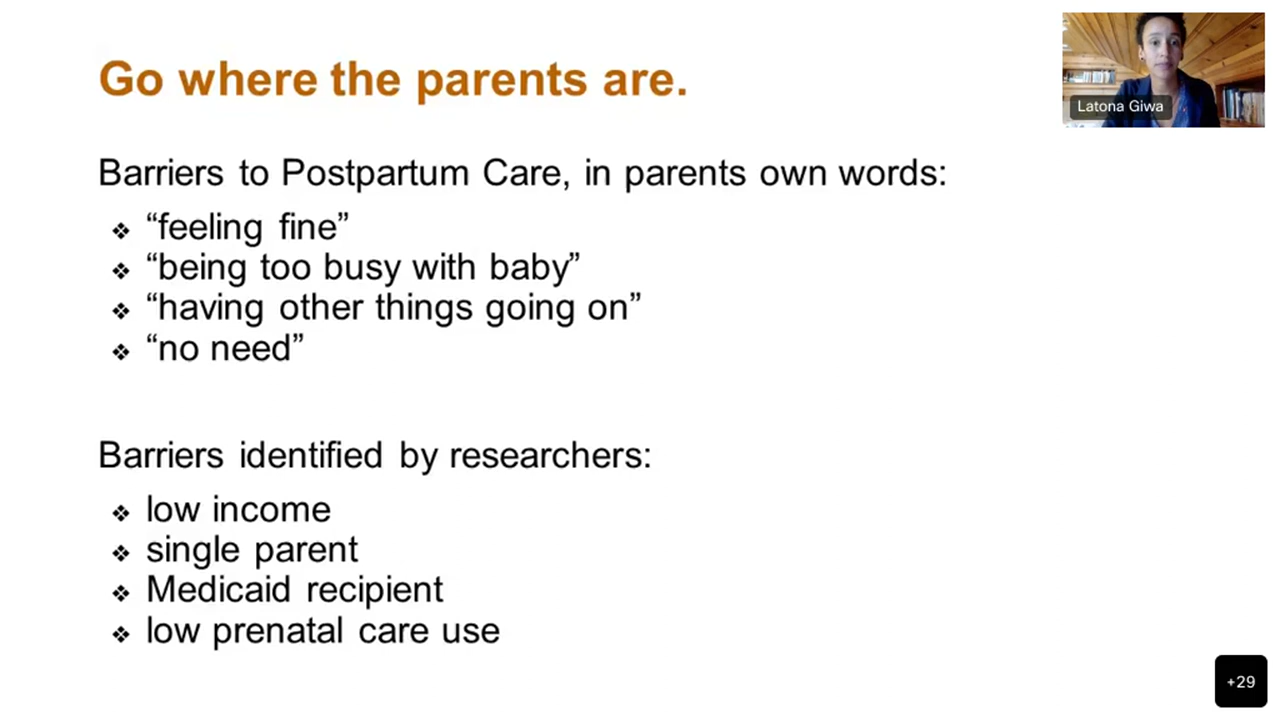 Go where the parents are.
Latona Giwa
Barriers to Postpartum Care, in parents own words:
❖ “feeling fine”
❖ “being too busy with baby”
❖ “having other things going on”
❖ “no need”
Barriers identified by researchers:
❖ low income
❖ single parent
❖ Medicaid recipient
❖ low prenatal care use
+29